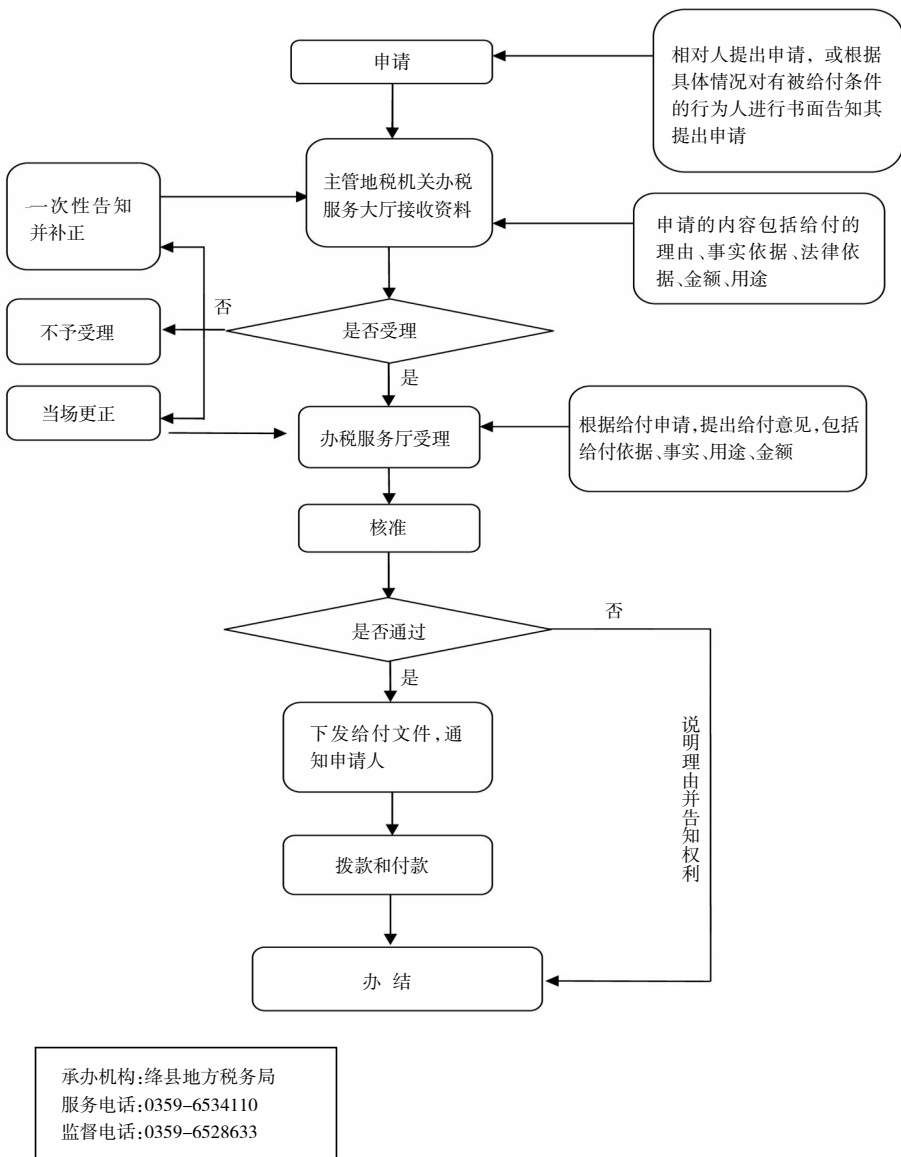 申请
相对人提出申请，或根据
具体情况对有被给付条件
的行为人进行书面告知其
提出申请
主管地税机关办税
服务大厅接收资料
一次性告知
并补正
申请的内容包括给付的
理由、事实依据、法律依
据、金额、用途
否
是否受理
不予受理
是
当场更正
办税服务厅受理
根据给付申请,提出给付意见,包括
给付依据、事实、用途、金额
核准
否
是否通过
是
下发给付文件,通
知申请人
说明理由并告知权利
拨款和付款
办 结
承办机构:绛县地方税务局
服务电话:0359-6534110
监督电话:0359-6528633